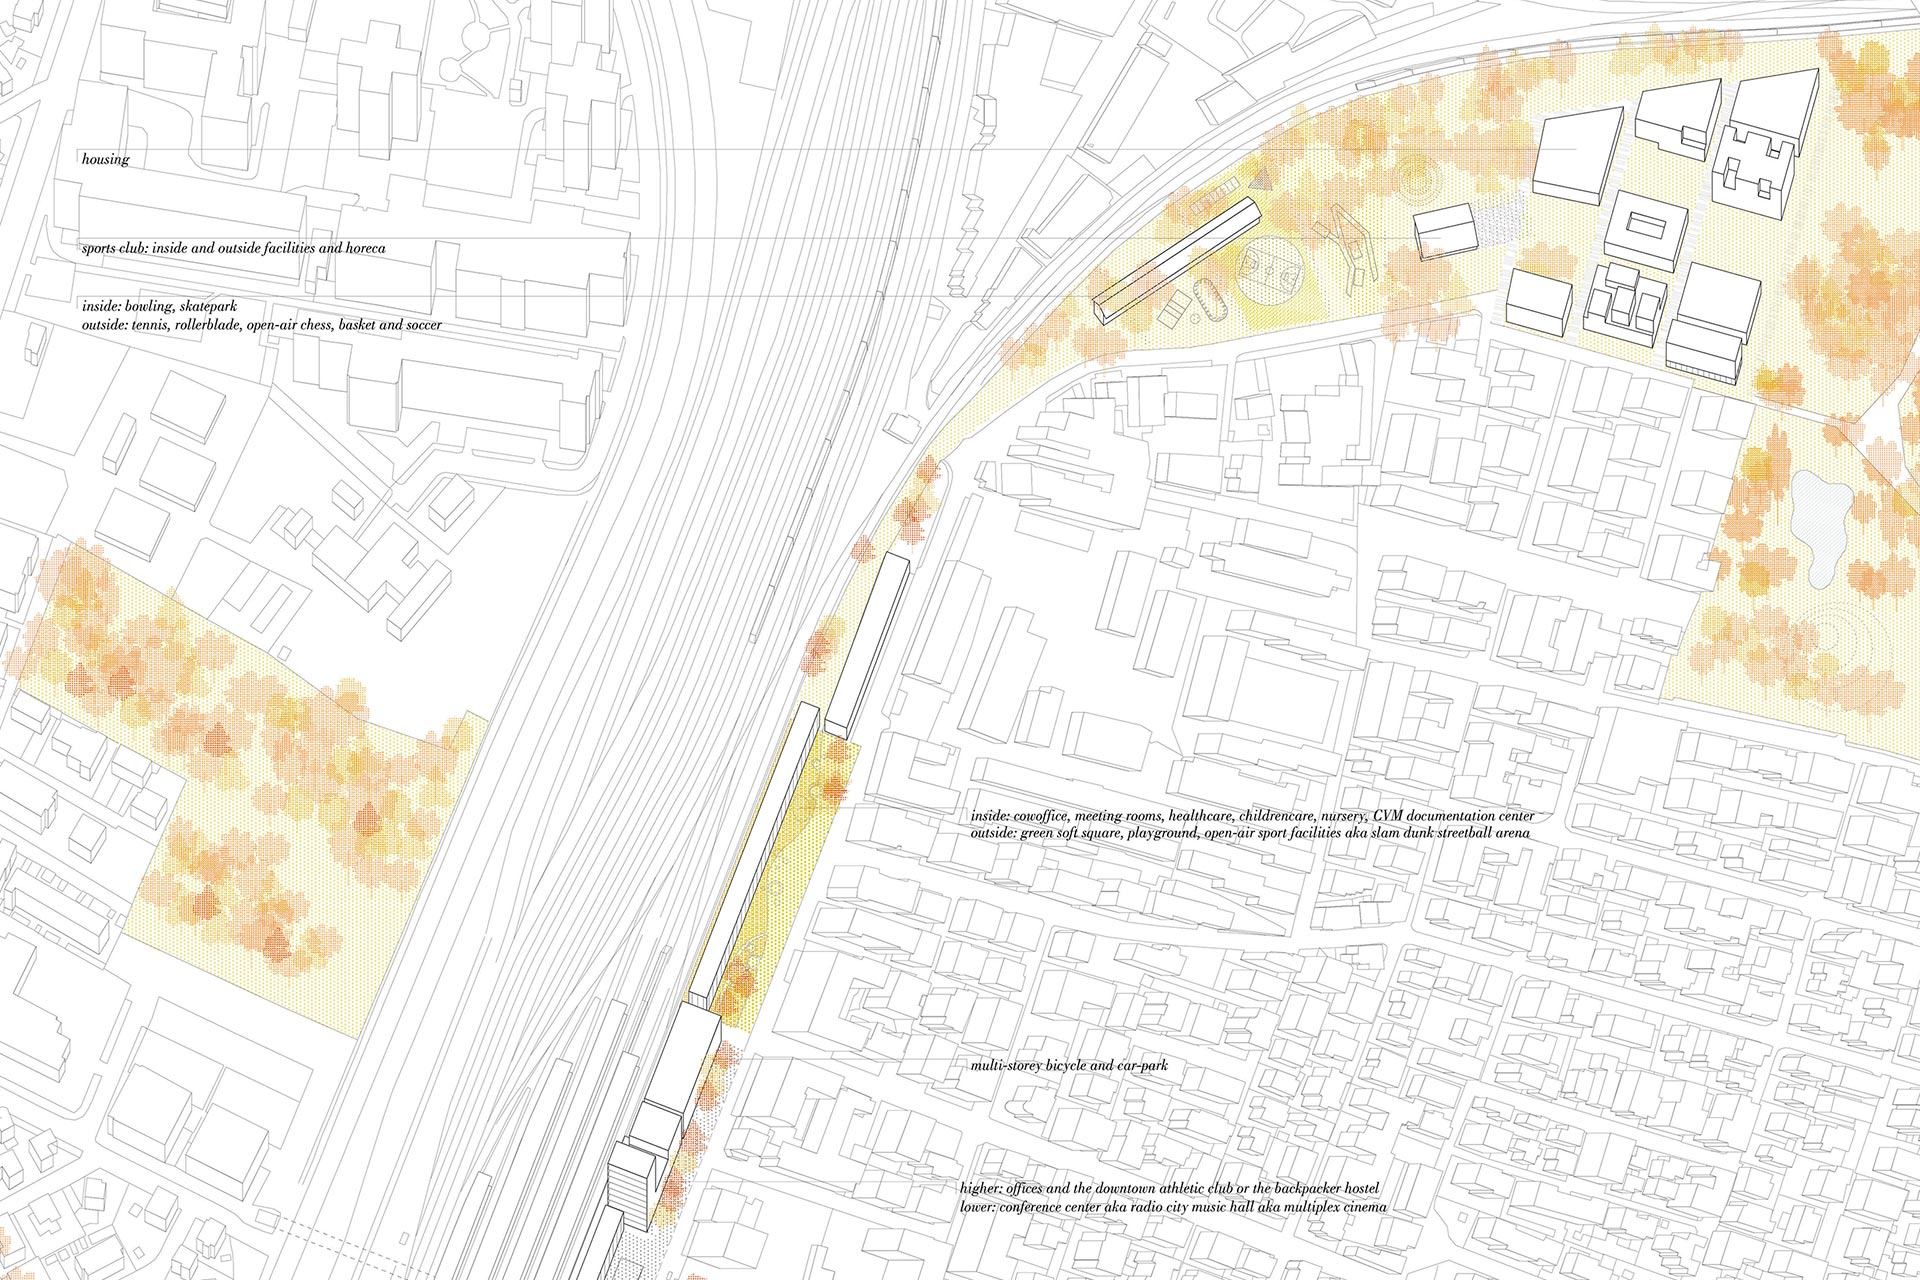 housing
sports club: inside and outside facilities and horeca
inside: bowling, skatepark
outside: tennis, rollerblade, open-air chess, basket and soccer
inside: cowoffice, meeting rooms, healthcare, childrencare, nursery, CVM documentation center
outside: green soft square, playground, open-air sport facilities aka slam dunk streetball arena
multi-storey bicycle and car-park
higher: offices and the downtown athletic club or the backpacker hostel
lower: conference center aka radio city music hall aka multiplex cinema